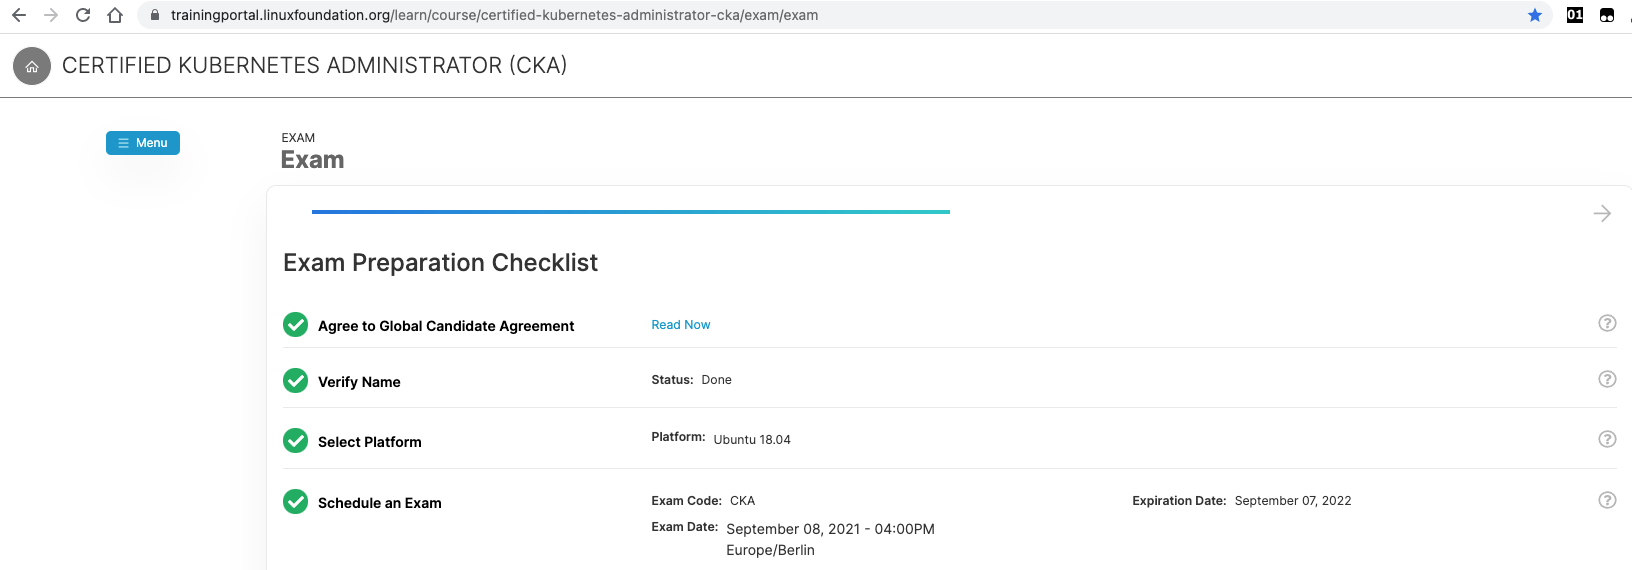 trainingportal.linuxfoundation.org/learn/course/certified-kubernetes-administrator-cka/exam/exam
01
CERTIFIED KUBERNETES ADMINISTRATOR (CKA)
Menu
EXAM
Exam
Exam Preparation Checklist
Agree to Global Candidate Agreement Read Now ?
Verify Name Status: Done ?
Select Platform Platform: Ubuntu 18.04 ?
Schedule an Exam Exam Code: CKA Expiration Date: September 07, 2022 ?
Exam Date: September 08, 2021 - 04:00PM
Europe/Berlin